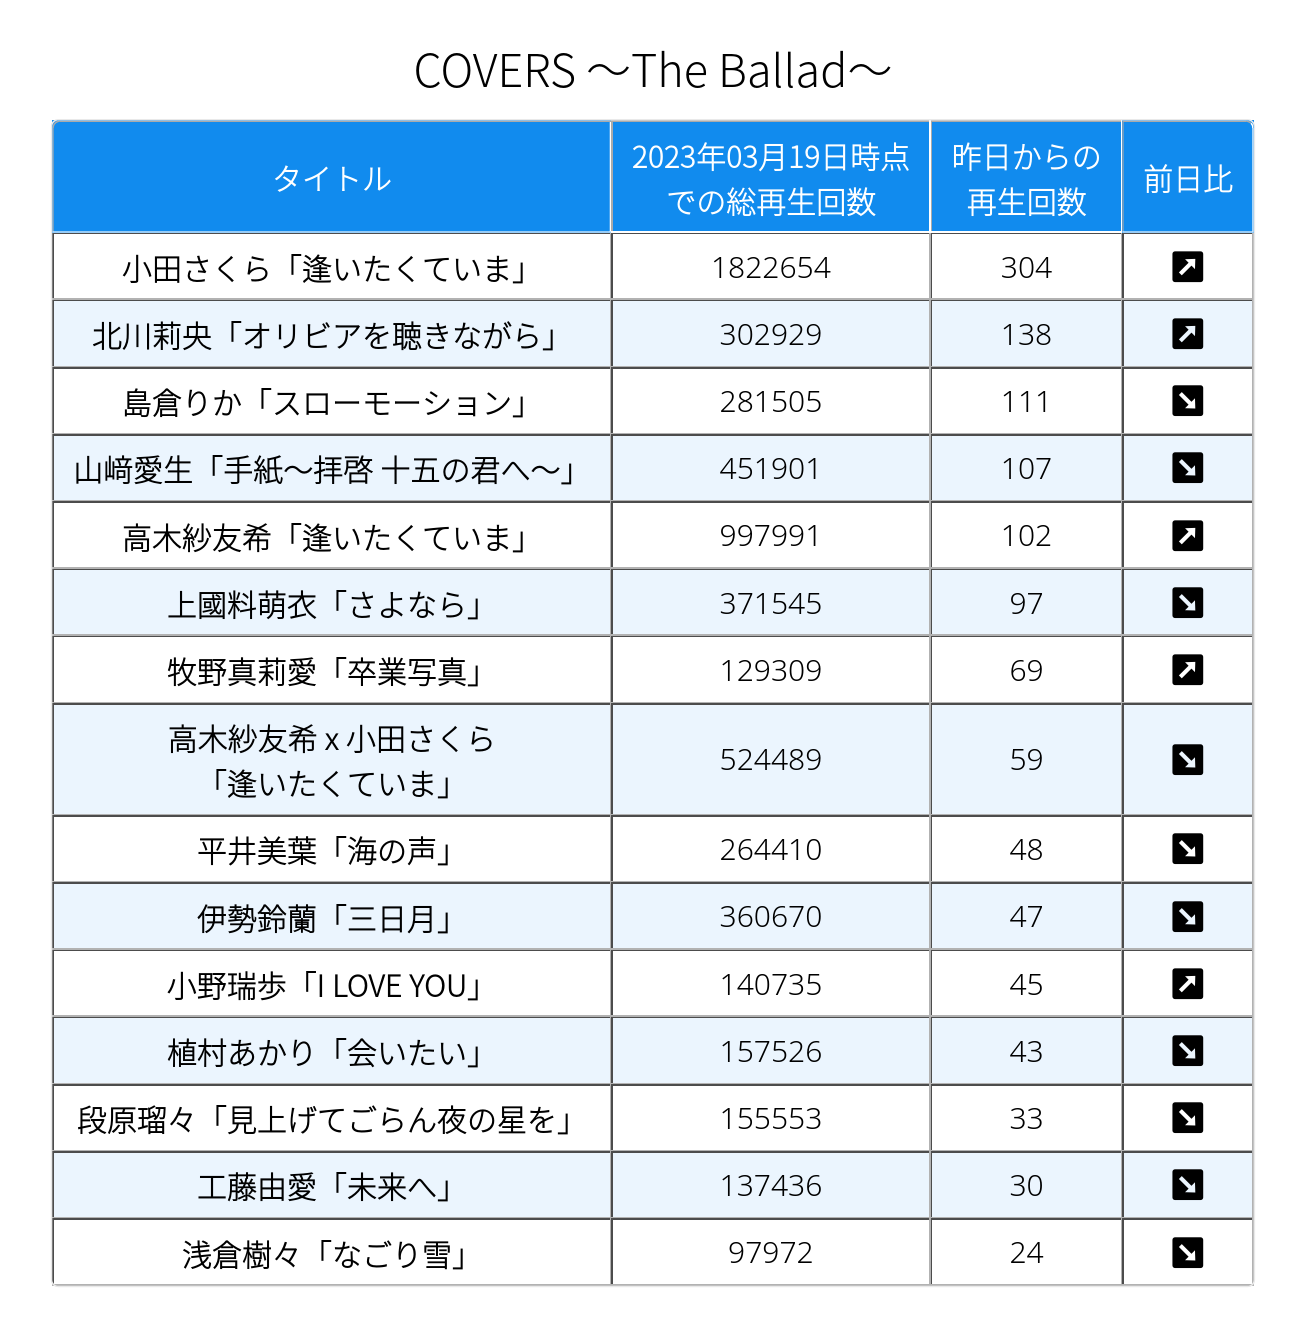 COVERS ～The Ballad～
タイトル
2023年03月19日時点
での総再生回数
昨日からの
再生回数
前日比
小田さくら「逢いたくていま」 1822654 304 ↗
北川莉央「オリビアを聴きながら」 302929 138 ↗
島倉りか「スローモーション」 281505 111 ↘
山﨑愛生「手紙～拝啓 十五の君へ～」 451901 107 ↘
高木紗友希「逢いたくていま」 997991 102 ↗
上國料萌衣「さよなら」 371545 97 ↘
牧野真莉愛「卒業写真」 129309 69 ↗
高木紗友希 x 小田さくら
「逢いたくていま」 524489 59 ↘
平井美葉「海の声」 264410 48 ↘
伊勢鈴蘭「三日月」 360670 47 ↘
小野瑞歩「I LOVE YOU」 140735 45 ↗
植村あかり「会いたい」 157526 43 ↘
段原瑠々「見上げてごらん夜の星を」 155553 33 ↘
工藤由愛「未来へ」 137436 30 ↘
浅倉樹々「なごり雪」 97972 24 ↘